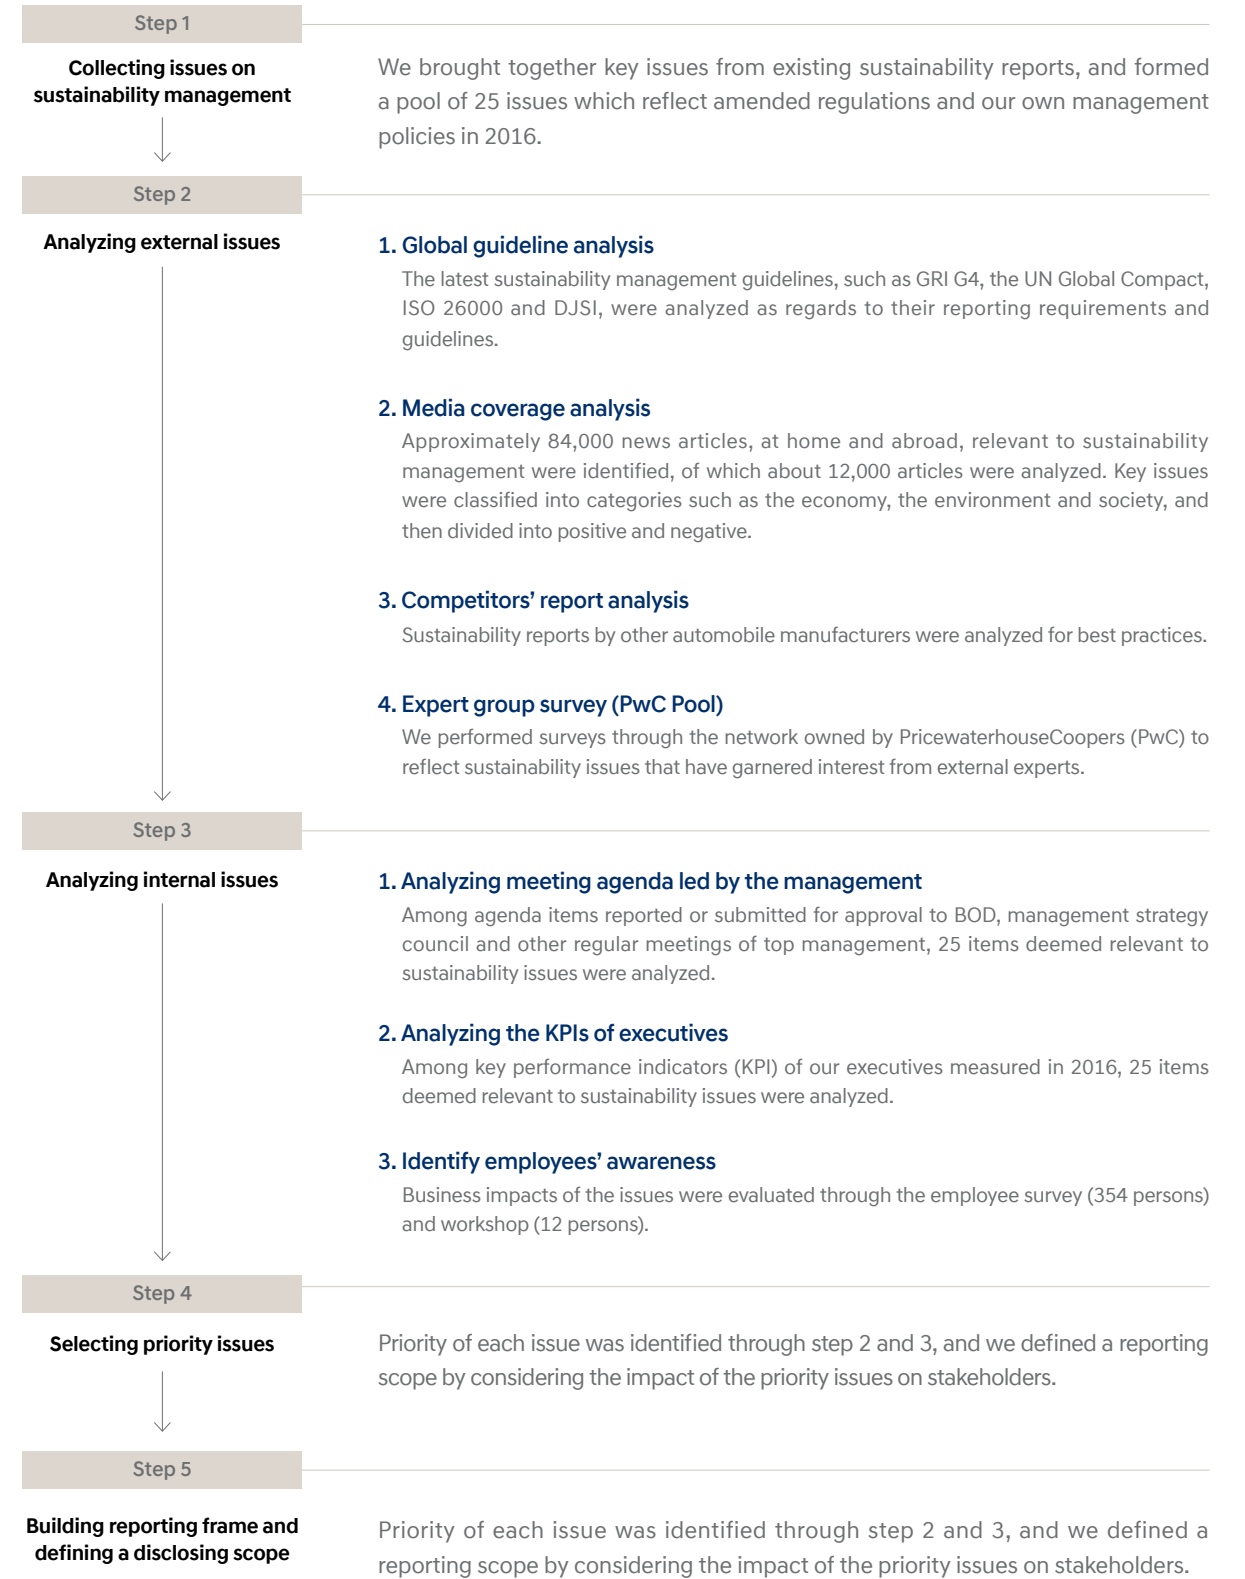 Step 1
Collecting issues on
sustainability management
We brought together key issues from existing sustainability reports, and formed
a pool of 25 issues which reflect amended regulations and our own management
policies in 2016.
Step 2
Analyzing external issues
1. Global guideline analysis
The latest sustainability management guidelines, such as GRI G4, the UN Global Compact,
ISO 26000 and DJSI, were analyzed as regards to their reporting requirements and
guidelines.
2. Media coverage analysis
Approximately 84,000 news articles, at home and abroad, relevant to sustainability
management were identified, of which about 12,000 articles were analyzed. Key issues
were classified into categories such as the economy, the environment and society, and
then divided into positive and negative.
3. Competitors’ report analysis
Sustainability reports by other automobile manufacturers were analyzed for best practices.
4. Expert group survey (PwC Pool)
We performed surveys through the network owned by PricewaterhouseCoopers (PwC) to
reflect sustainability issues that have garnered interest from external experts.
Step 3
Analyzing internal issues
1. Analyzing meeting agenda led by the management
Among agenda items reported or submitted for approval to BOD, management strategy
council and other regular meetings of top management, 25 items deemed relevant to
sustainability issues were analyzed.
2. Analyzing the KPIs of executives
Among key performance indicators (KPI) of our executives measured in 2016, 25 items
deemed relevant to sustainability issues were analyzed.
3. Identify employees’ awareness
Business impacts of the issues were evaluated through the employee survey (354 persons)
and workshop (12 persons).
Step 4
Selecting priority issues
Priority of each issue was identified through step 2 and 3, and we defined a reporting
scope by considering the impact of the priority issues on stakeholders.
Step 5
Building reporting frame and
defining a disclosing scope
Priority of each issue was identified through step 2 and 3, and we defined a
reporting scope by considering the impact of the priority issues on stakeholders.